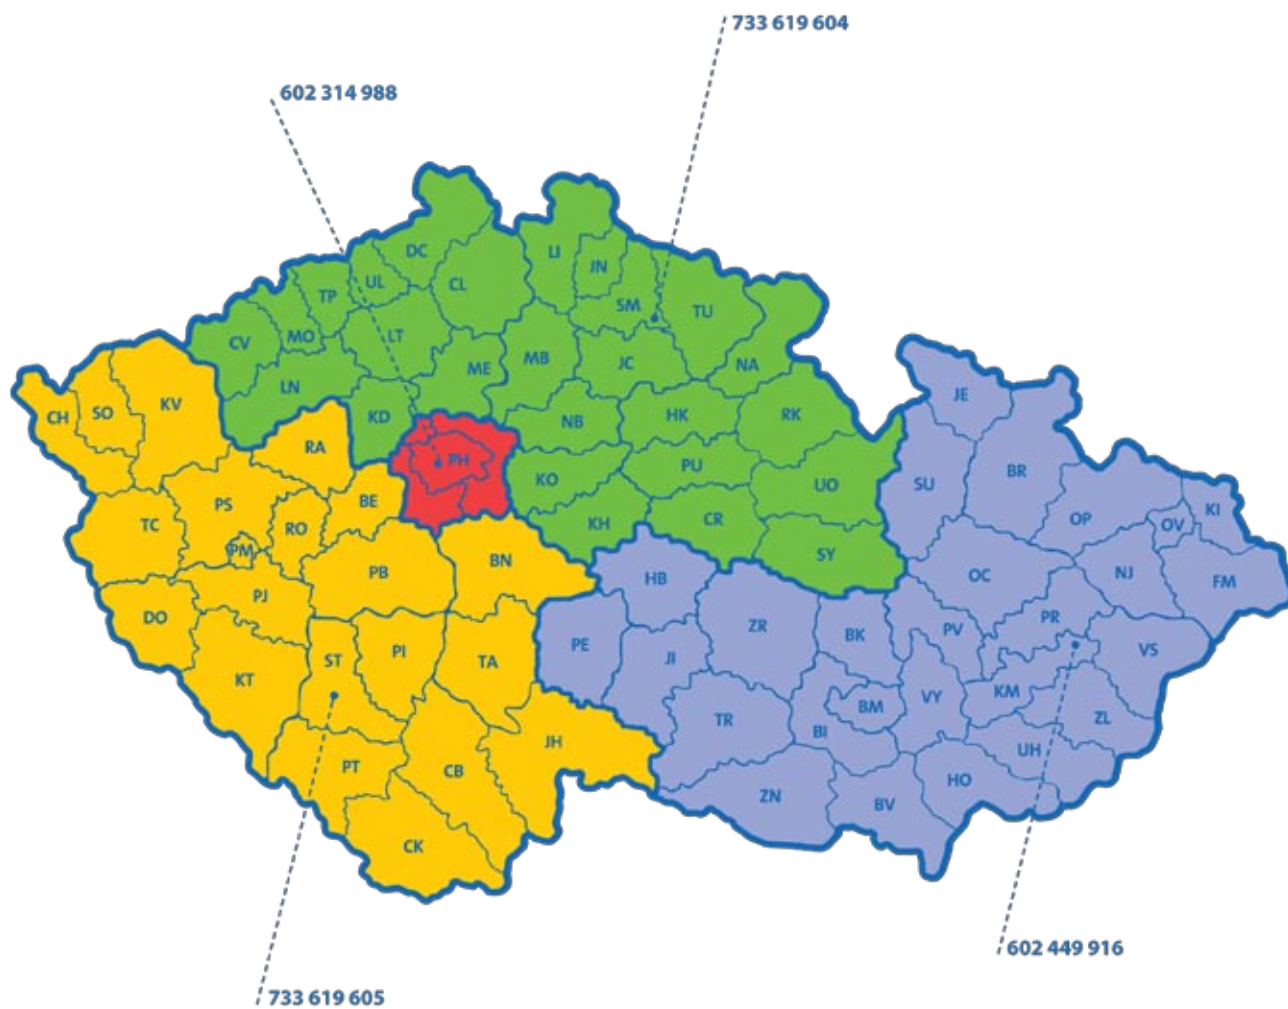 733 619 604
602 314 988
DC
LI
JN
UL
CL
TP
SM
TU
MO
LT
CV
ME
MB
JC
NA
LN
JE
KV
SO
CH
KD
NB
HK
RK
RA
PH
PU
BR
KO
UO
SU
BE
PS
KI
TC
RO
KH
CR
OP
OV
PM
SY
BN
PB
HB
OC
NJ
FM
PJ
DO
ZR
BK
PV
PR
PE
VS
PI
ST
TA
JI
KT
KM
VY
BM
TR
ZL
BI
JH
UH
PT
CB
ZN
HO
BV
CK
602 449 916
733 619 605